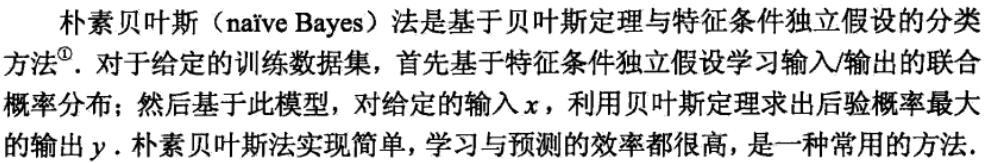 朴素贝叶斯（naïve Bayes）法是基于贝叶斯定理与特征条件独立假设的分类
方法①．对于给定的训练数据集，首先基于特征条件独立假设学习输入/输出的联合
概率分布；然后基于此模型，对给定的输入 x，利用贝叶斯定理求出后验概率最大
的输出 y．朴素贝叶斯法实现简单，学习与预测的效率都很高，是一种常用的方法．